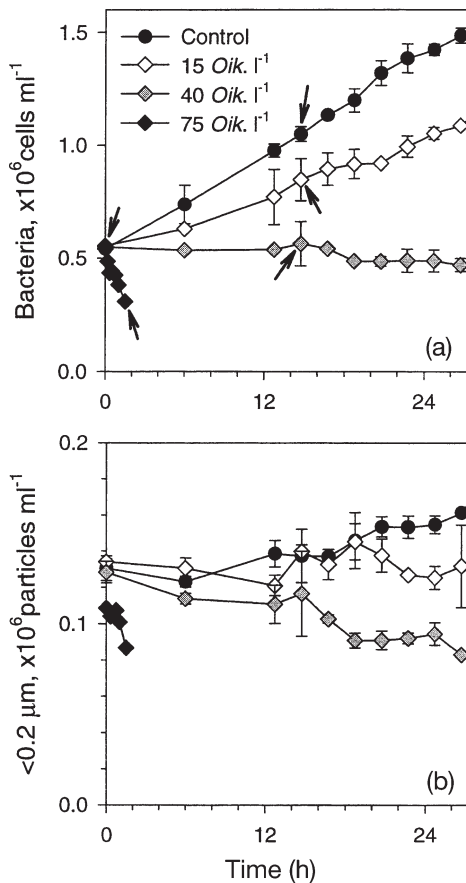 1.5
1.0
0.5
0.0
Bacteria, x10⁶cells ml⁻¹
Control
15 Oik. l⁻¹
40 Oik. l⁻¹
75 Oik. l⁻¹
(a)
0 12 24
0.2
0.1
0.0
<0.2 µm, x10⁶particles ml⁻¹
(b)
0 12 24
Time (h)